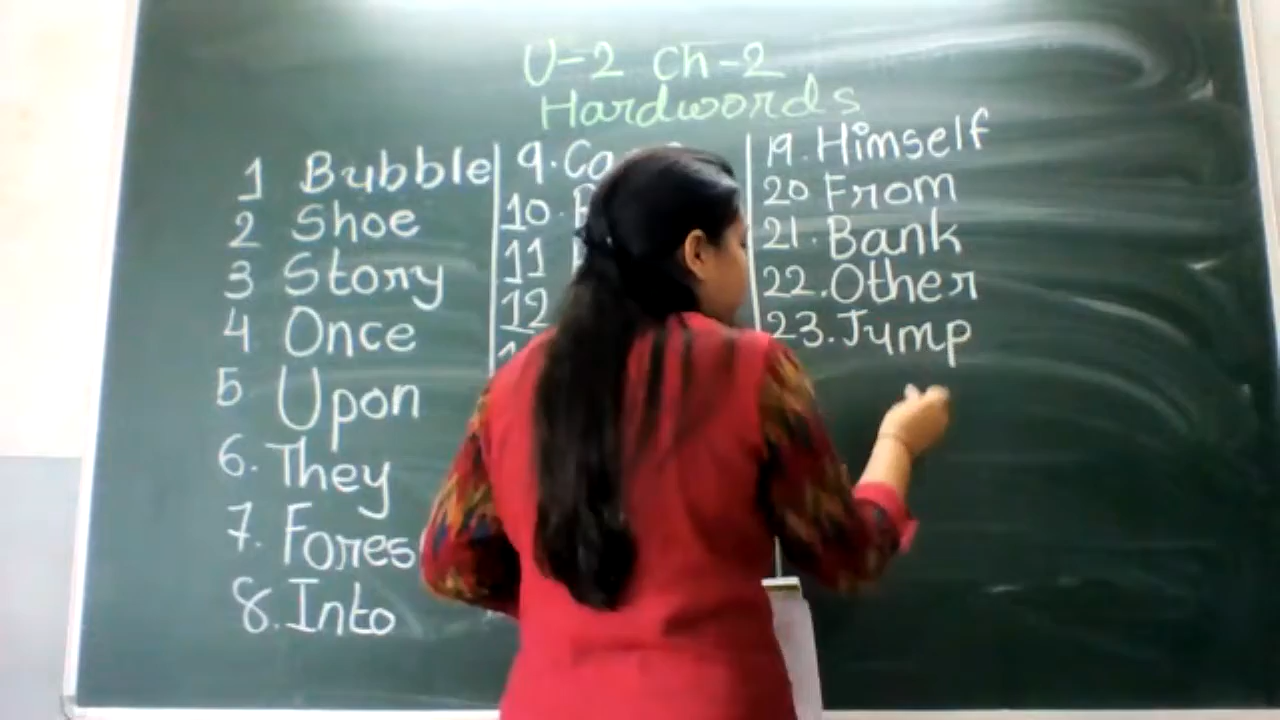 U-2 Ch-2
Hardwords
1 Bubble
2 Shoe
3 Story
4 Once
5 Upon
6. They
7. Fores
8. Into
9.
10.
11
12
19. Himself
20 From
21. Bank
22. Other
23. Jump